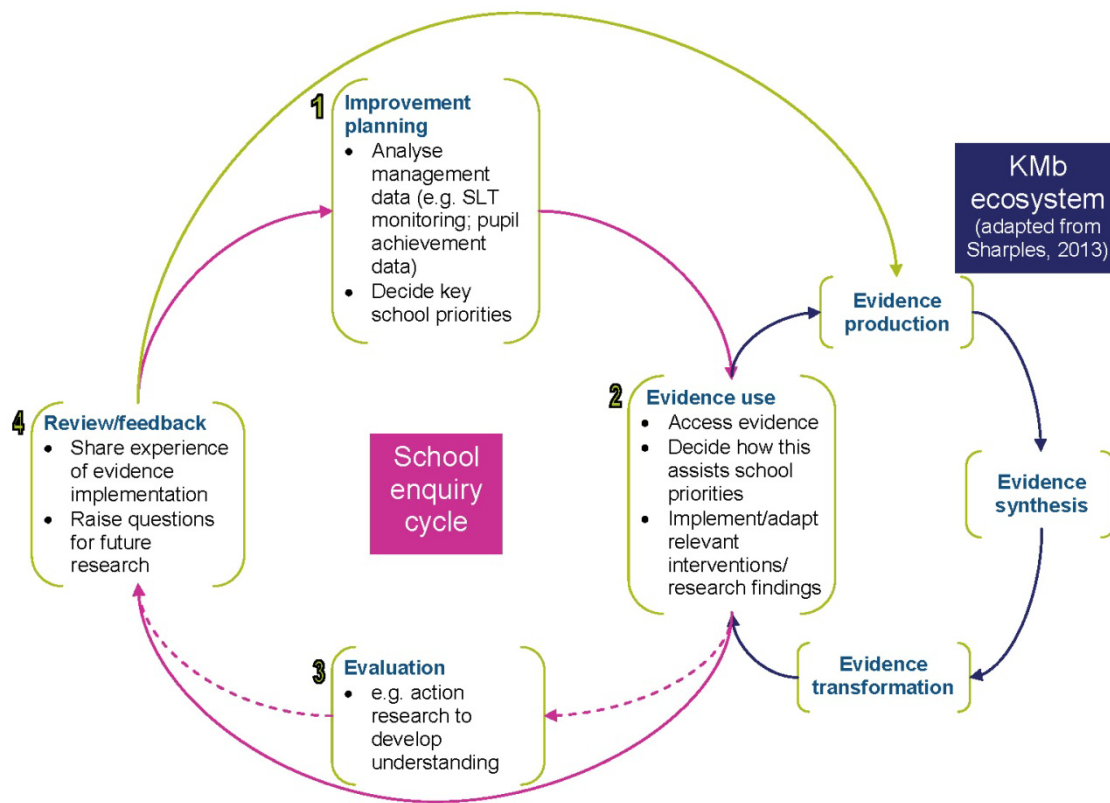 1
Improvement
planning
• Analyse
management
data (e.g. SLT
monitoring; pupil
achievement
data)
• Decide key
school priorities
KMb
ecosystem
(adapted from
Sharples, 2013)
Evidence
production
2
Evidence use
• Access evidence
• Decide how this
assists school
priorities
• Implement/adapt
relevant
interventions/
research findings
Evidence
synthesis
Evidence
transformation
3
Evaluation
• e.g. action
research to
develop
understanding
4
Review/feedback
• Share experience
of evidence
implementation
• Raise questions
for future
research
School
enquiry
cycle